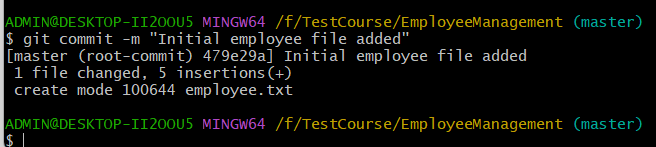 ADMIN@DESKTOP-II2OOU5 MINGW64 /f/TestCourse/EmployeeManagement (master)
$ git commit -m "Initial employee file added"
[master (root-commit) 479e29a] Initial employee file added
 1 file changed, 5 insertions(+)
 create mode 100644 employee.txt

ADMIN@DESKTOP-II2OOU5 MINGW64 /f/TestCourse/EmployeeManagement (master)
$